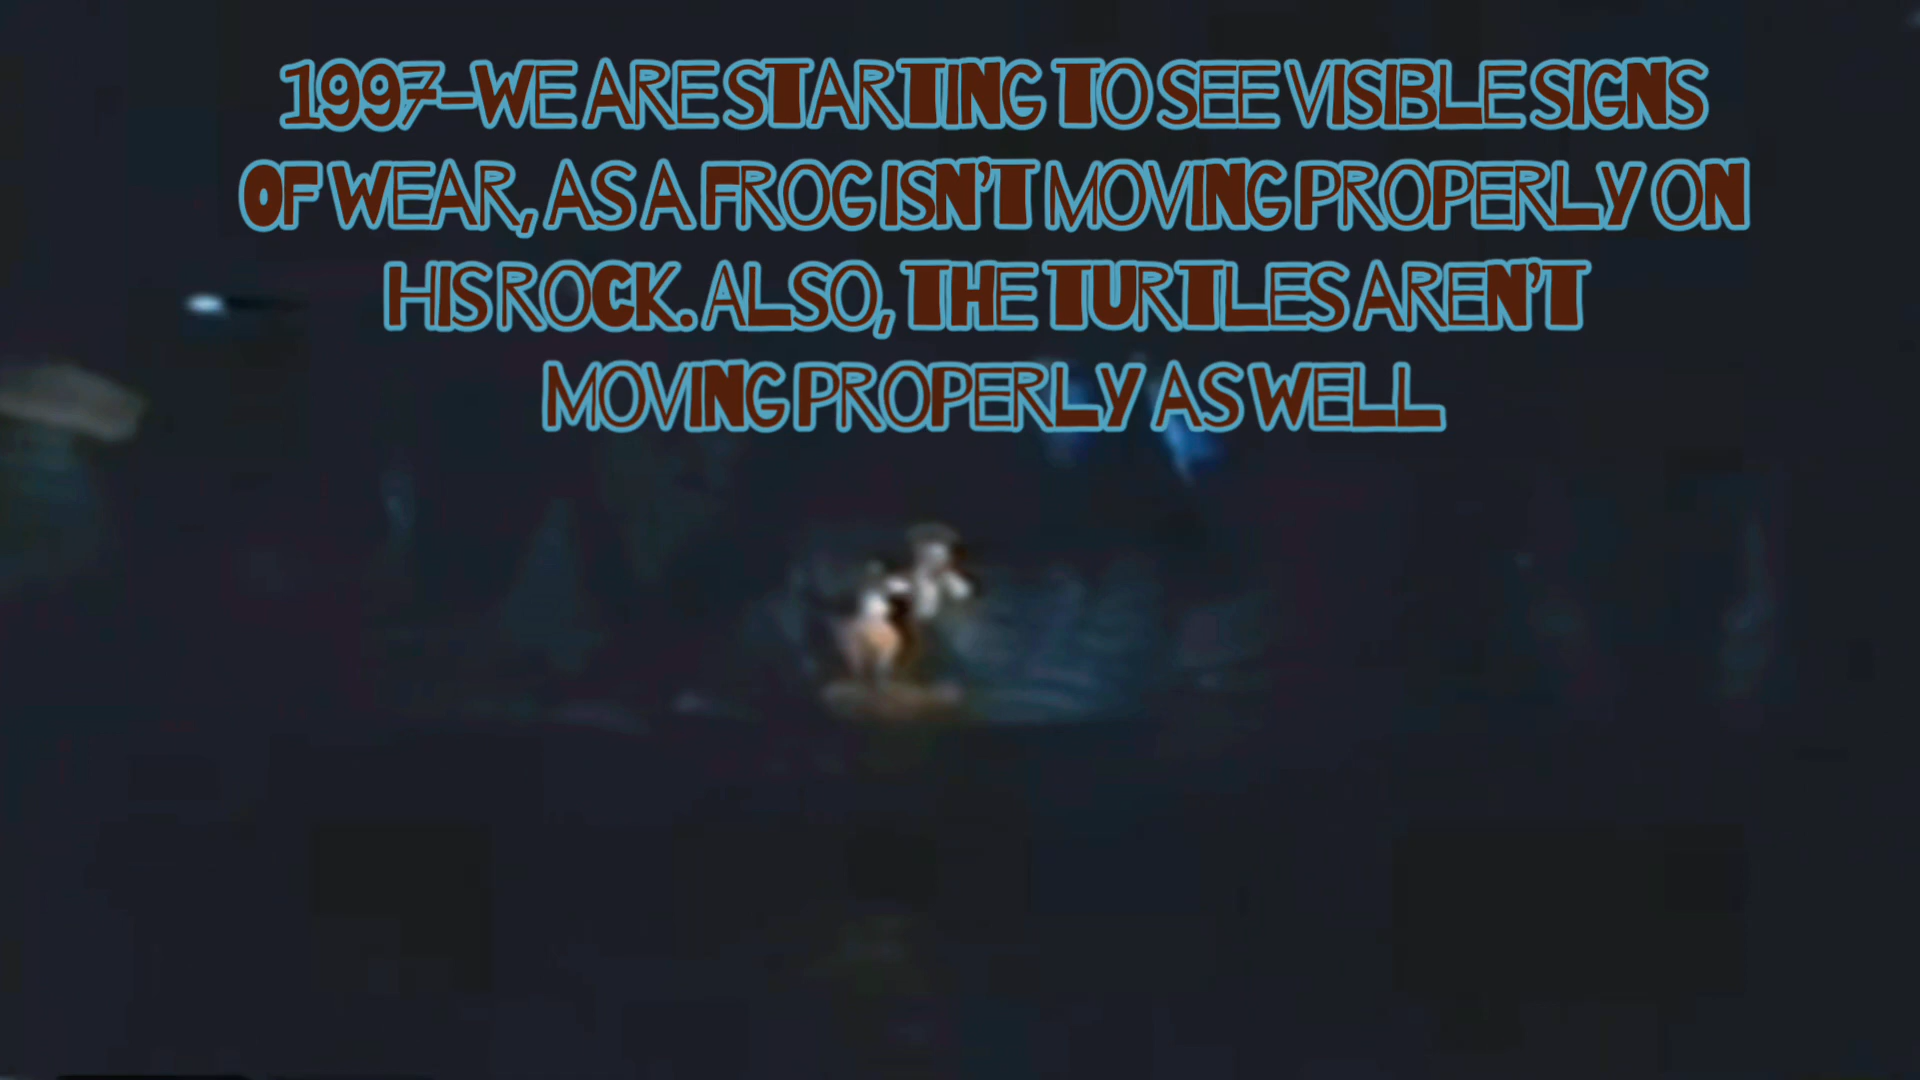 1997-WE ARE STARTING TO SEE VISIBLE SIGNS
OF WEAR, AS A FROG ISN'T MOVING PROPERLY ON
HIS ROCK. ALSO, THE TURTLES AREN'T
MOVING PROPERLY AS WELL